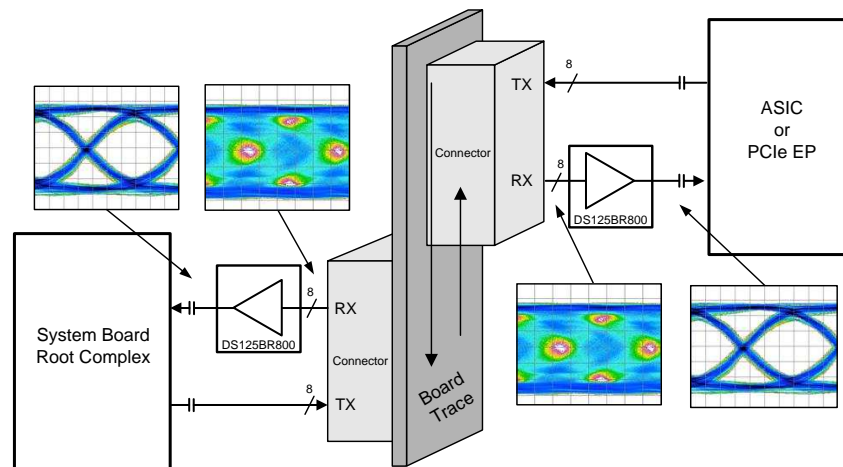 8
TX
ASIC
or
PCIe EP
Connector
8
RX
DS125BR800
8
RX
System Board
Root Complex
DS125BR800
Connector
8
TX
Board
Trace